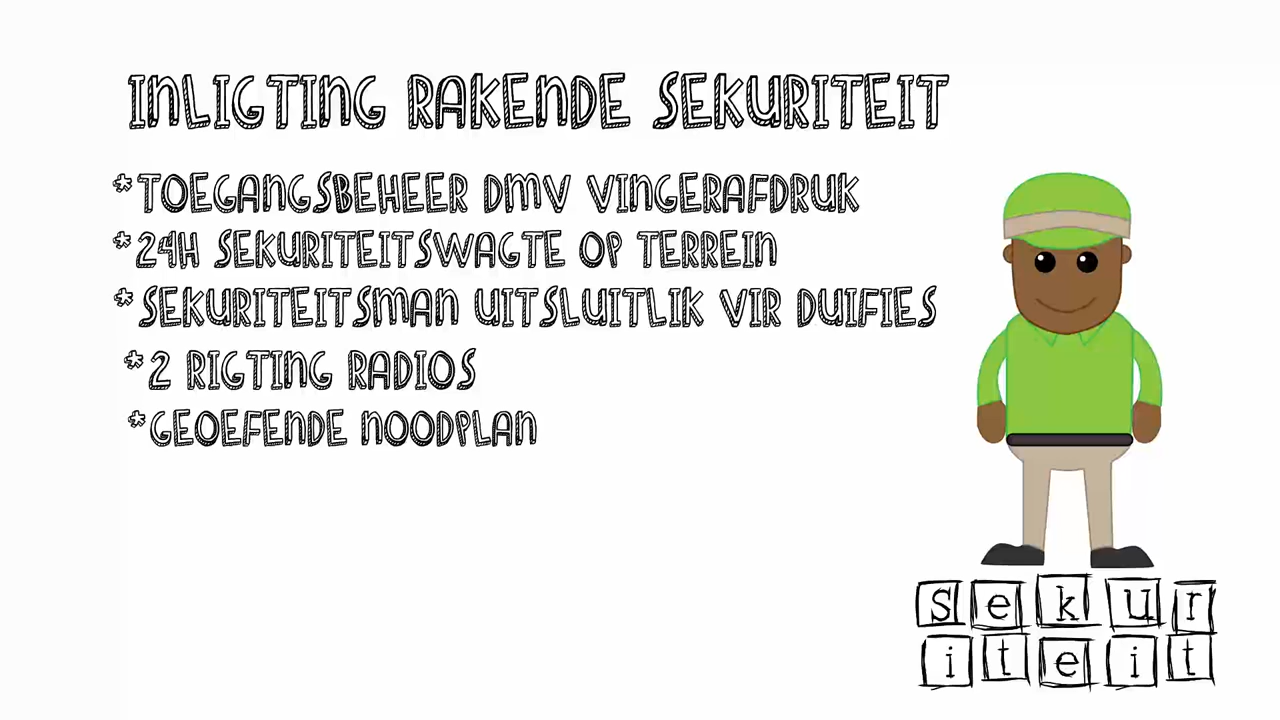 INLIGTING RAKENDE SEKURITEIT
*TOEGANGSBEHEER DMV VINGERAFDRUK
*24H SEKURITEITSWAGTE OP TERREIN
*SEKURITEITSMAN UITSLUITLIK VIR DUIFIES
*2 RIGTING RADIOS
*GEOEFENDE NOODPLAN
Sekur
iteit